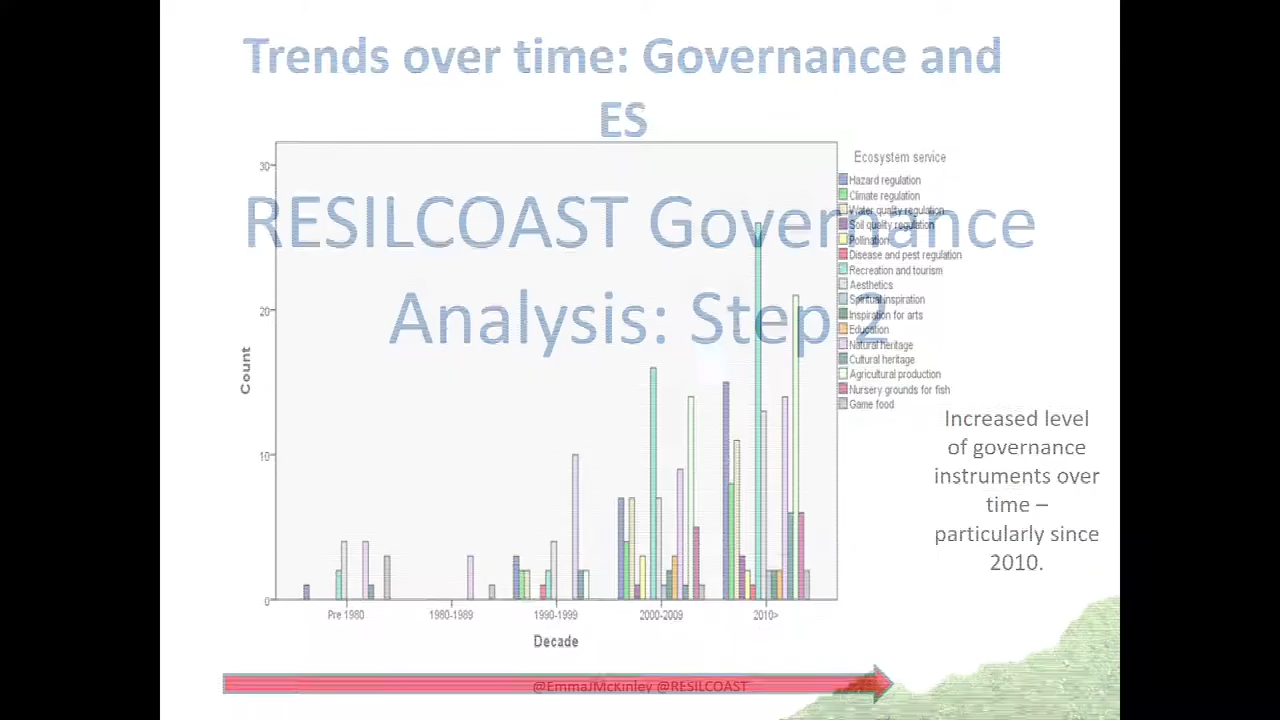 Trends over time: Governance and
ES
RESILCOAST Governance
Analysis: Step 2
Ecosystem service
Hazard regulation
Climate regulation
Water quality regulation
Soil quality regulation
Pollination
Disease and pest regulation
Recreation and tourism
Aesthetics
Spiritual inspiration
Inspiration for arts
Education
Natural heritage
Cultural heritage
Agricultural production
Nursery grounds for fish
Game food
30
20
10
0
Count
Pre 1980
1980-1989
1990-1999
2000-2009
2010>
Decade
Increased level
of governance
instruments over
time –
particularly since
2010.
@EmmaJMcKinley @RESILCOAST